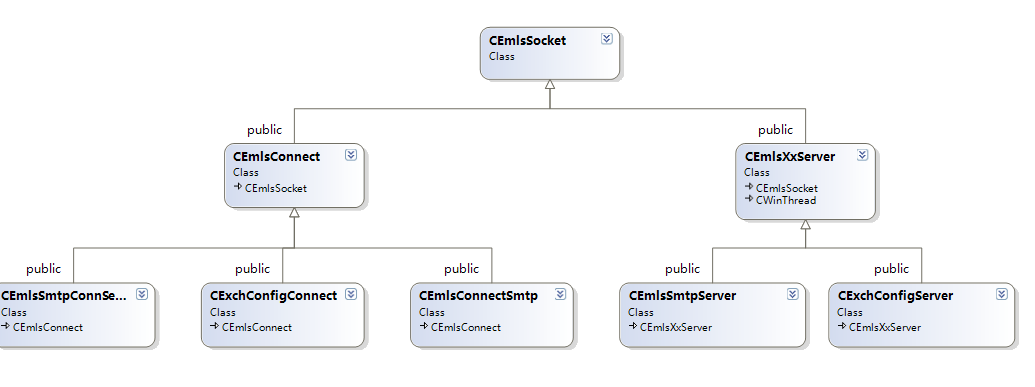 CEmlsSocket
Class
public
public
CEmlsConnect
Class
CEmlsSocket
CEmlsXxServer
Class
CEmlsSocket
CWinThread
public
public
public
public
public
CEmlsSmtpConnSe...
Class
CEmlsConnect
CExchConfigConnect
Class
CEmlsConnect
CEmlsConnectSmtp
Class
CEmlsConnect
CEmlsSmtpServer
Class
CEmlsXxServer
CExchConfigServer
Class
CEmlsXxServer